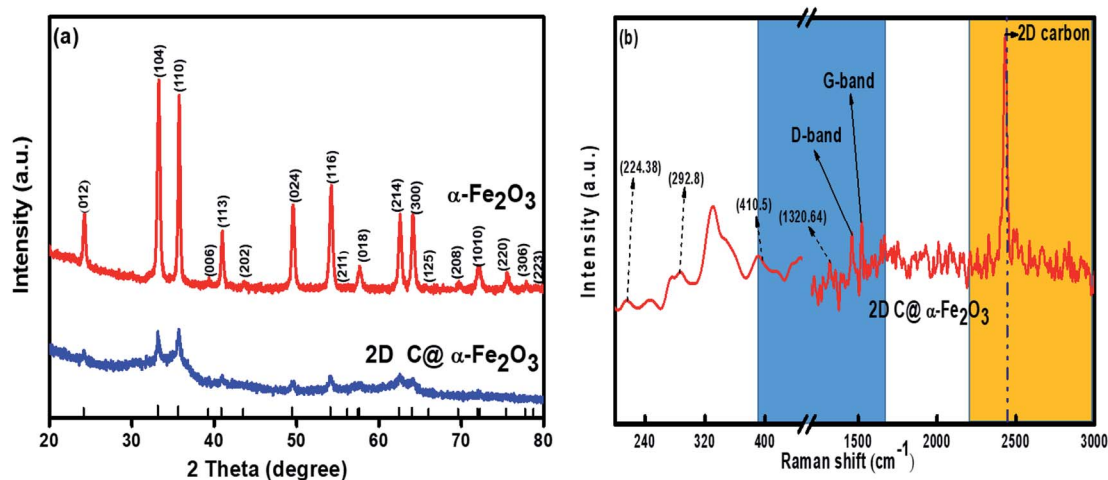 (a)
Intensity (a.u.)
(012)
(104)
(110)
(006)
(113)
(202)
(024)
(116)
(211)
(018)
(214)
(300)
(125)
(208)
(1010)
(220)
(306)
(223)
α-Fe₂O₃
2D C@ α-Fe₂O₃
20 30 40 50 60 70 80
2 Theta (degree)
(b)
Intensity (a.u.)
(224.38)
(292.8)
(410.5)
(1320.64)
D-band
G-band
2D carbon
2D C@ α-Fe₂O₃
240 320 400 1500 2000 2500 3000
Raman shift (cm⁻¹)